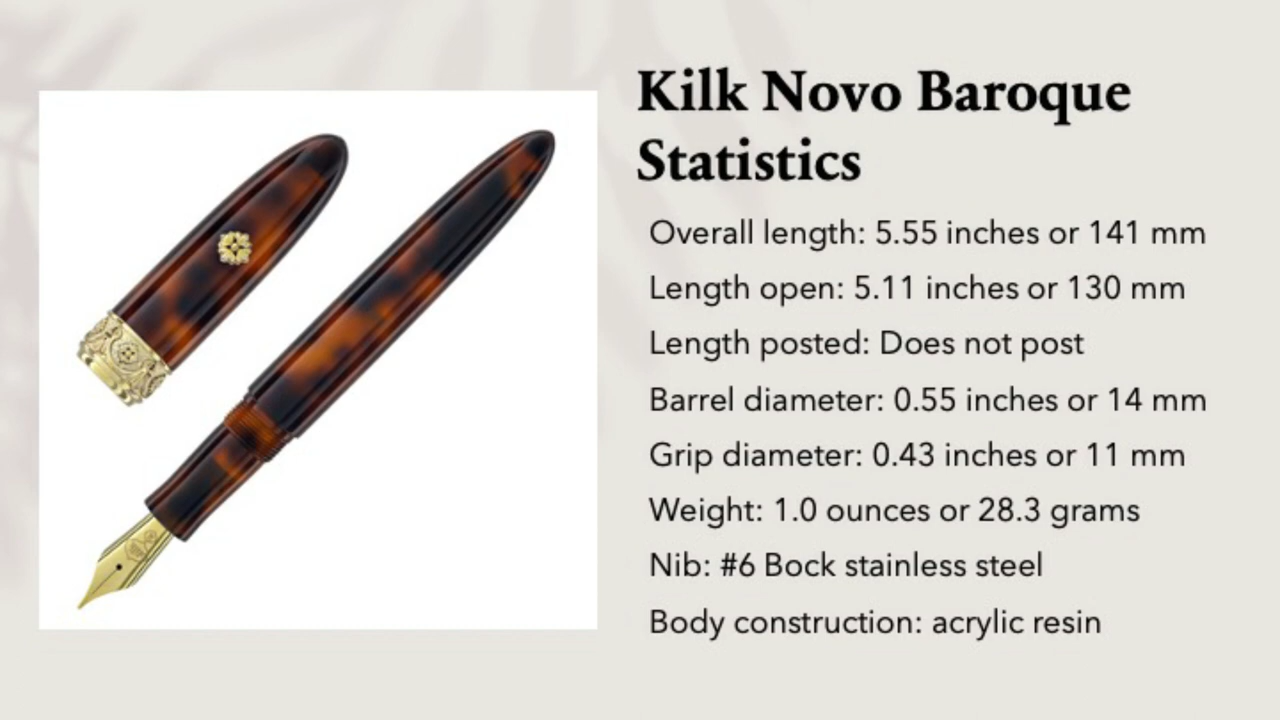 Kilk Novo Baroque
Statistics
Overall length: 5.55 inches or 141 mm
Length open: 5.11 inches or 130 mm
Length posted: Does not post
Barrel diameter: 0.55 inches or 14 mm
Grip diameter: 0.43 inches or 11 mm
Weight: 1.0 ounces or 28.3 grams
Nib: #6 Bock stainless steel
Body construction: acrylic resin